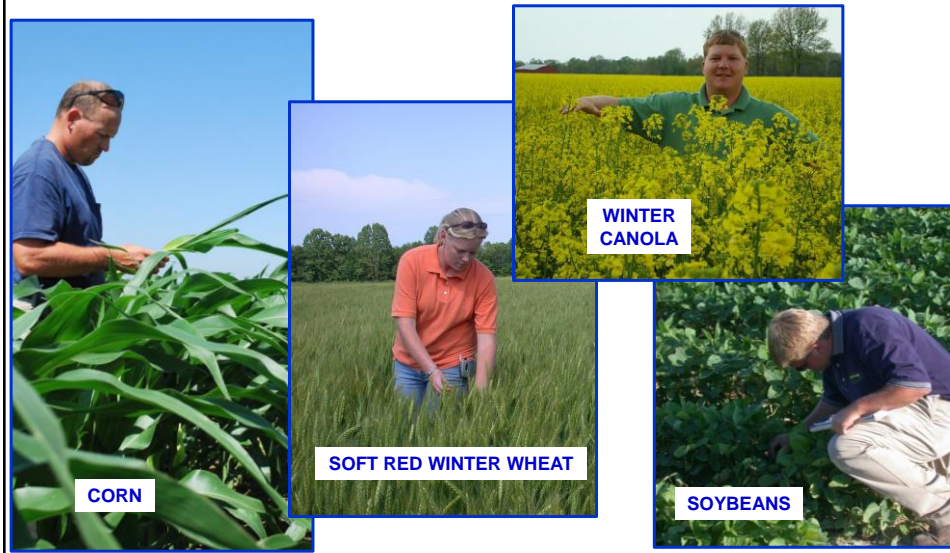 CORN
SOFT RED WINTER WHEAT
WINTER
CANOLA
SOYBEANS